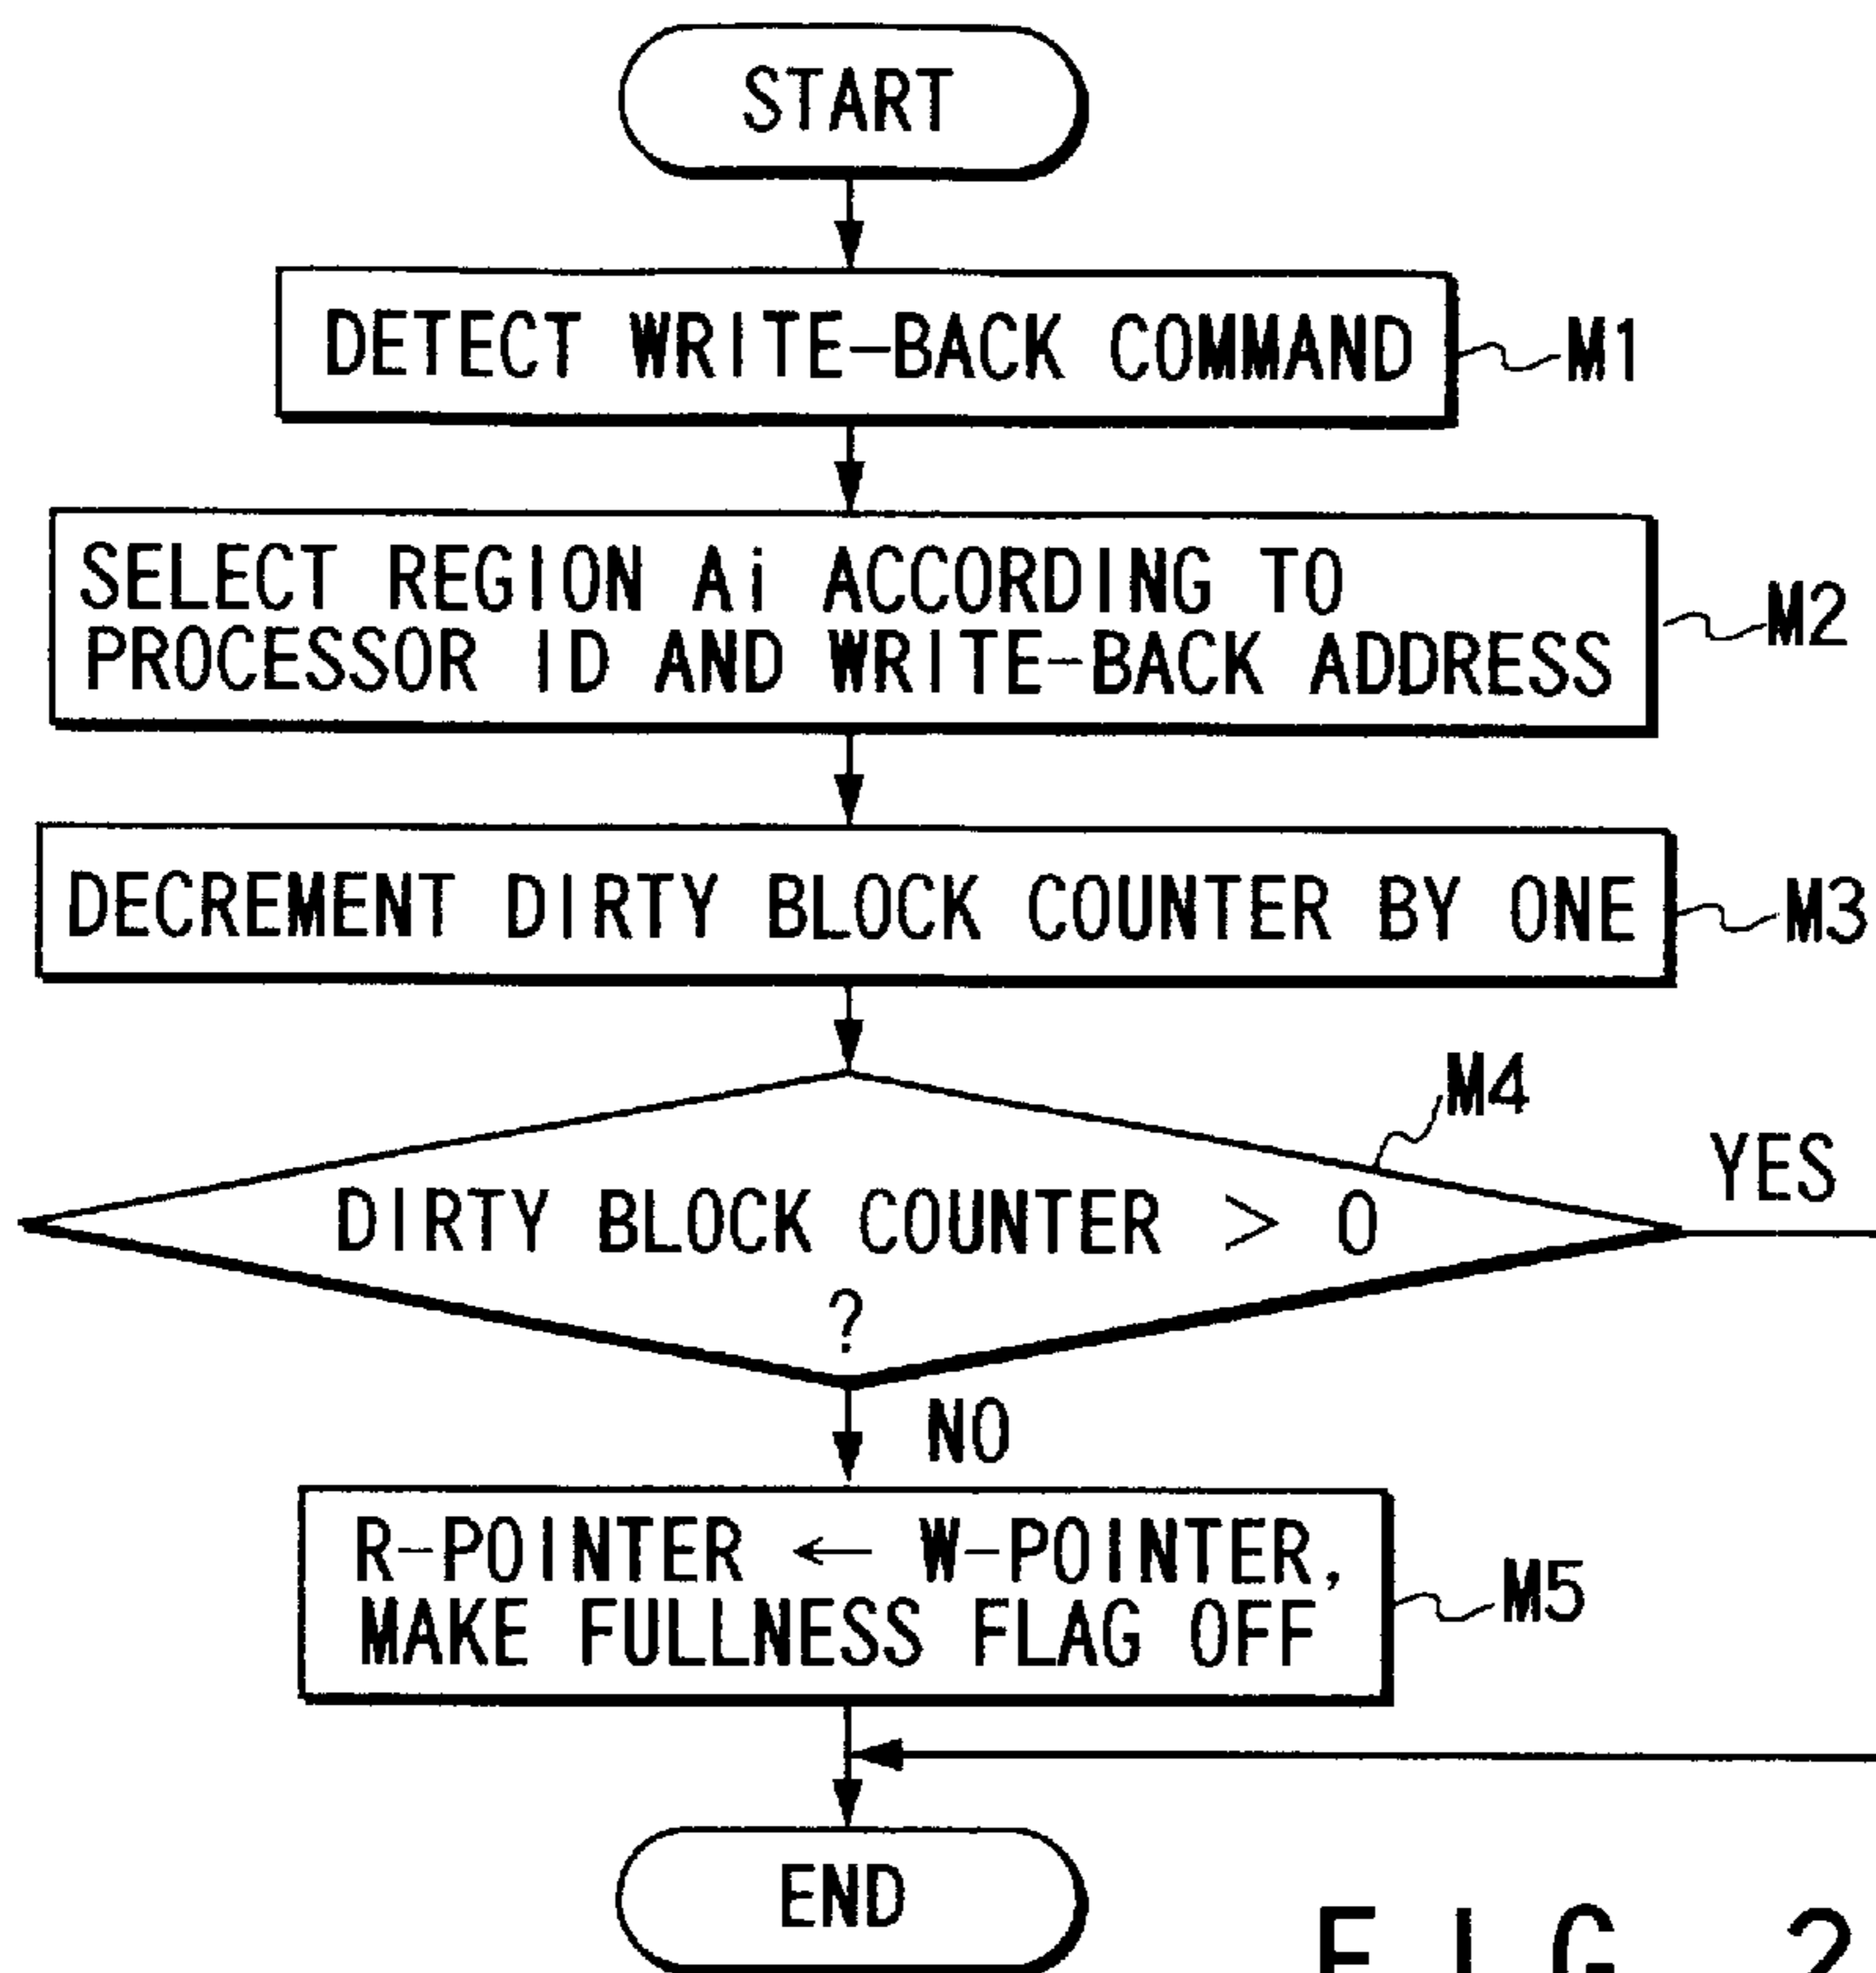 START
DETECT WRITE-BACK COMMAND
M1
SELECT REGION Ai ACCORDING TO
PROCESSOR ID AND WRITE-BACK ADDRESS
M2
DECREMENT DIRTY BLOCK COUNTER BY ONE
M3
M4
YES
DIRTY BLOCK COUNTER > 0
?
NO
R-POINTER ← W-POINTER,
MAKE FULLNESS FLAG OFF
M5
END
FIG. 2